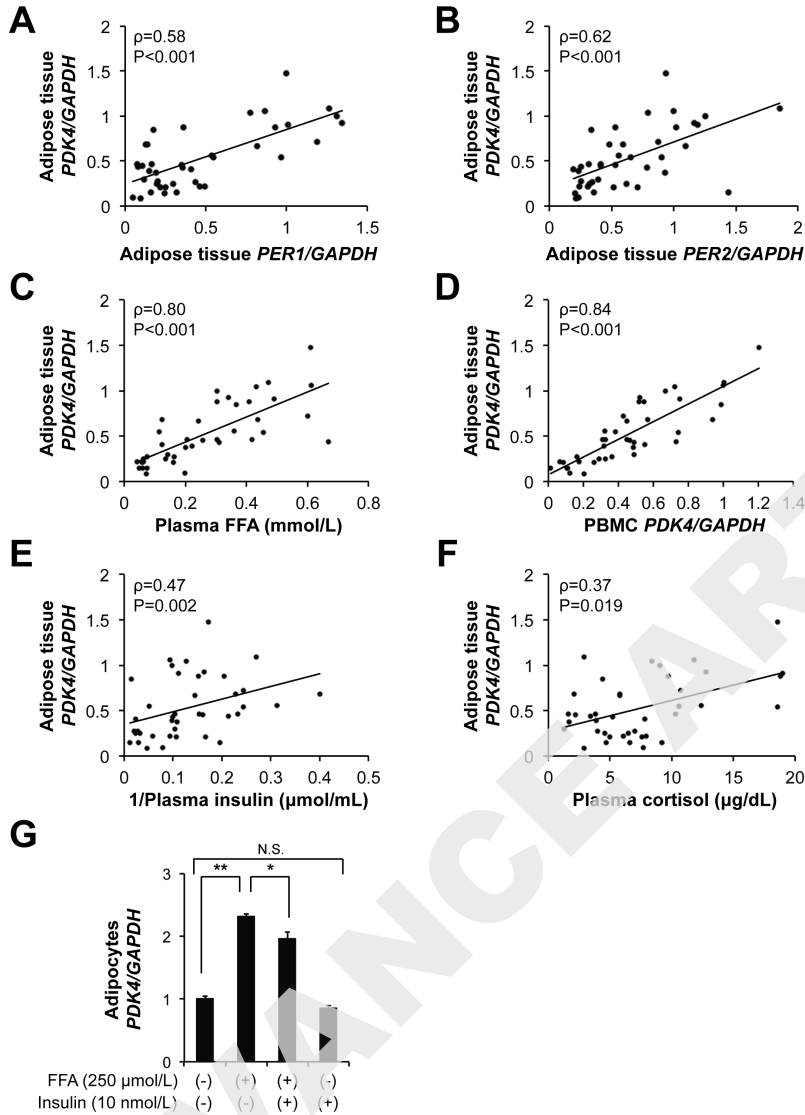 A
ρ=0.58
P<0.001
Adipose tissue
PDK4/GAPDH
2
1.5
1
0.5
0
0 0.5 1 1.5
Adipose tissue PER1/GAPDH
B
ρ=0.62
P<0.001
Adipose tissue
PDK4/GAPDH
2
1.5
1
0.5
0
0 0.5 1 1.5 2
Adipose tissue PER2/GAPDH
C
ρ=0.80
P<0.001
Adipose tissue
PDK4/GAPDH
2
1.5
1
0.5
0
0 0.2 0.4 0.6 0.8
Plasma FFA (mmol/L)
D
ρ=0.84
P<0.001
Adipose tissue
PDK4/GAPDH
2
1.5
1
0.5
0
0 0.2 0.4 0.6 0.8 1 1.2 1.4
PBMC PDK4/GAPDH
E
ρ=0.47
P=0.002
Adipose tissue
PDK4/GAPDH
2
1.5
1
0.5
0
0 0.1 0.2 0.3 0.4 0.5
1/Plasma insulin (μmol/mL)
F
ρ=0.37
P=0.019
Adipose tissue
PDK4/GAPDH
2
1.5
1
0.5
0
0 5 10 15 20
Plasma cortisol (μg/dL)
G
N.S.
** *
Adipocytes
PDK4/GAPDH
3
2
1
0
FFA (250 μmol/L) (-) (+) (+) (-)
Insulin (10 nmol/L) (-) (-) (+) (+)
VANCE ART